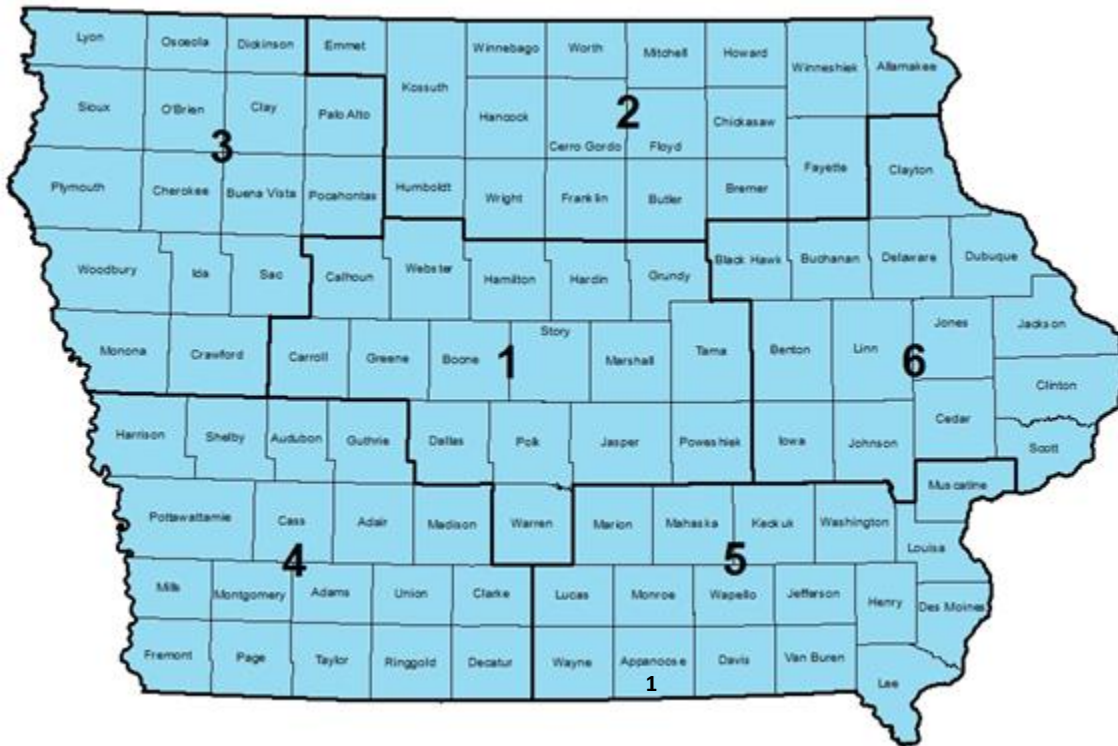 Lyon
Osceola
Dickinson
Emmet
Winnebago
Worth
Mitchell
Howard
Winneshiek
Allamakee
Kossuth
Sioux
O'Brien
Clay
Palo Alto
Hancock
2
Chickasaw
3
Cerro Gordo
Floyd
Plymouth
Cherokee
Buena Vista
Pocahontas
Humboldt
Wright
Franklin
Butler
Bremer
Fayette
Clayton
Woodbury
Ida
Sac
Calhoun
Webster
Hamilton
Hardin
Grundy
Black Hawk
Buchanan
Delaware
Dubuque
Monona
Crawford
Carroll
Greene
Boone
Story
1
Marshall
Tama
Benton
Linn
6
Jones
Jackson
Clinton
Harrison
Shelby
Audubon
Guthrie
Dallas
Polk
Jasper
Poweshiek
Iowa
Johnson
Cedar
Scott
Muscatine
Pottawattamie
Cass
Adair
Madison
Warren
Marion
Mahaska
Keokuk
Washington
Louisa
4
5
Mills
Montgomery
Adams
Union
Clarke
Lucas
Monroe
Wapello
Jefferson
Henry
Des Moines
Fremont
Page
Taylor
Ringgold
Decatur
Wayne
Appanoose
1
Davis
Van Buren
Lee